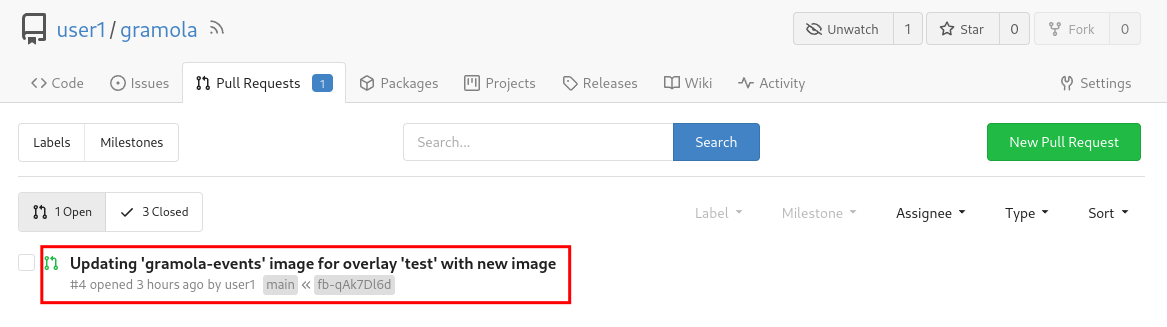 user1 / gramola
Unwatch 1 Star 0 Fork 0
Code Issues Pull Requests 1 Packages Projects Releases Wiki Activity Settings
Labels Milestones Search... Search New Pull Request
1 Open 3 Closed Label Milestone Assignee Type Sort
Updating 'gramola-events' image for overlay 'test' with new image
#4 opened 3 hours ago by user1 main « fb-qAk7Dl6d